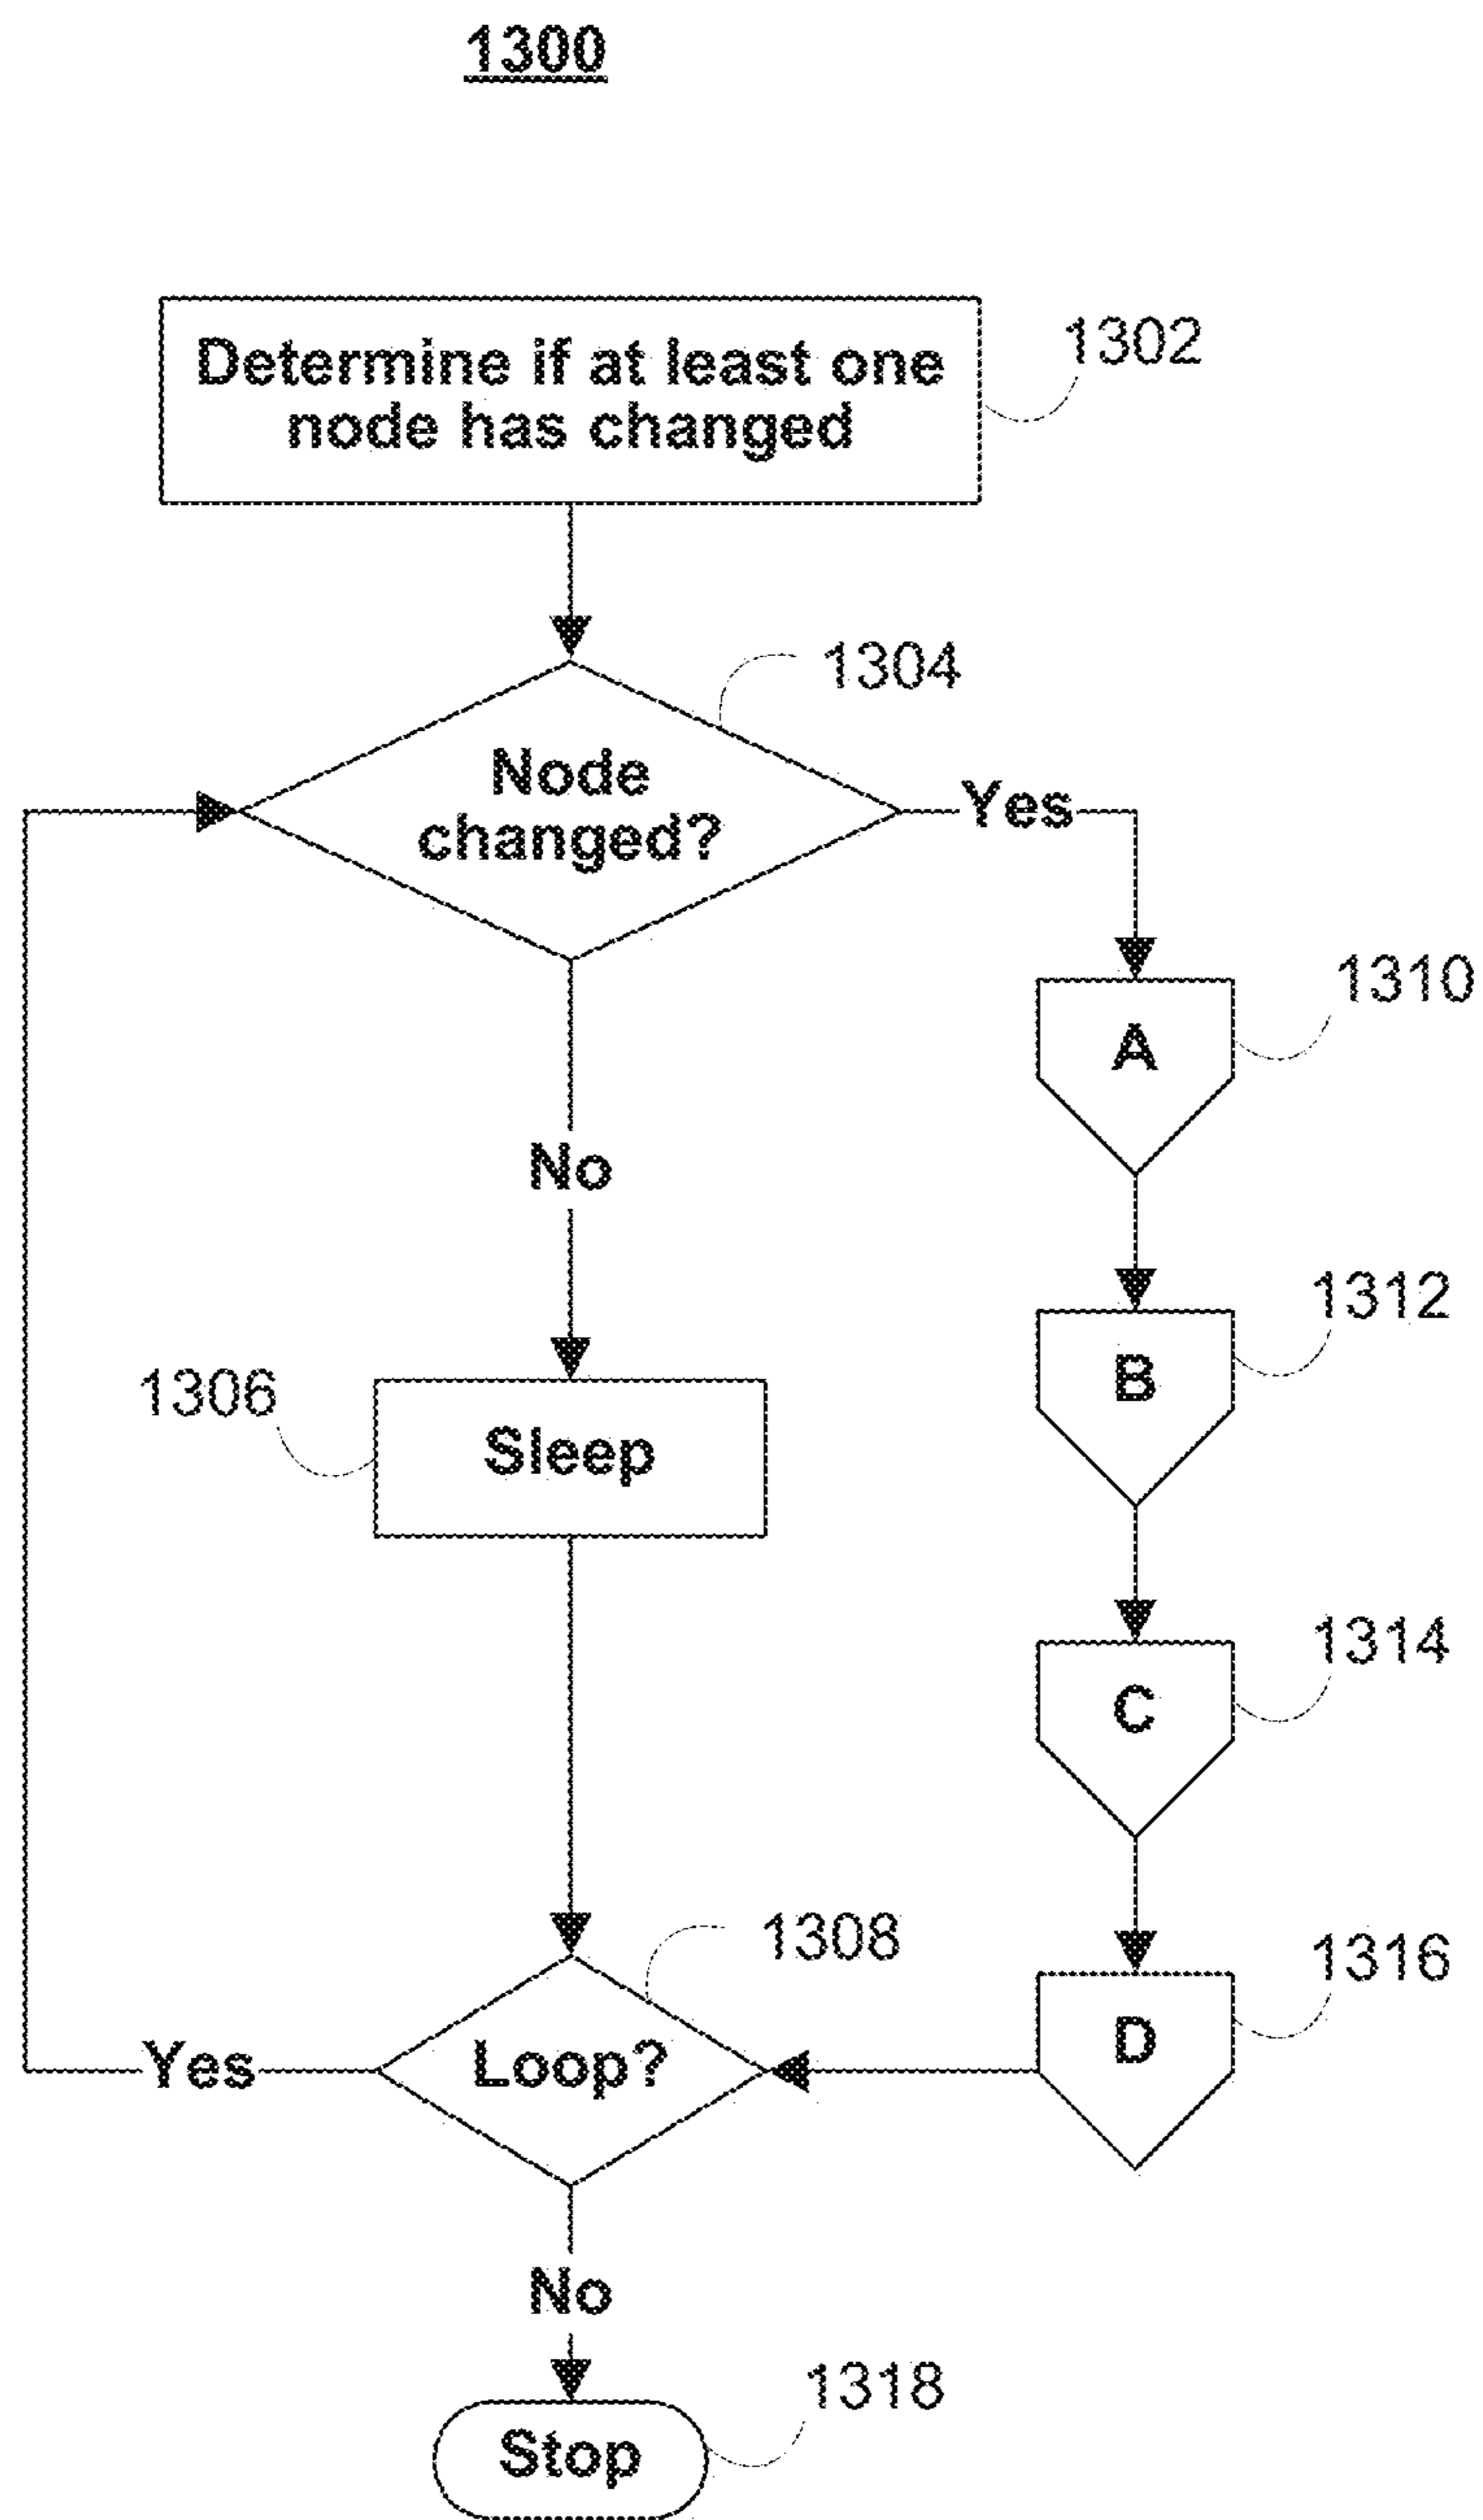 1300
Determine if at least one
node has changed
1302
1304
Node
changed?
Yes
1310
A
No
1312
B
1306
Sleep
1314
C
1308
1316
Yes
Loop?
D
No
1318
Stop